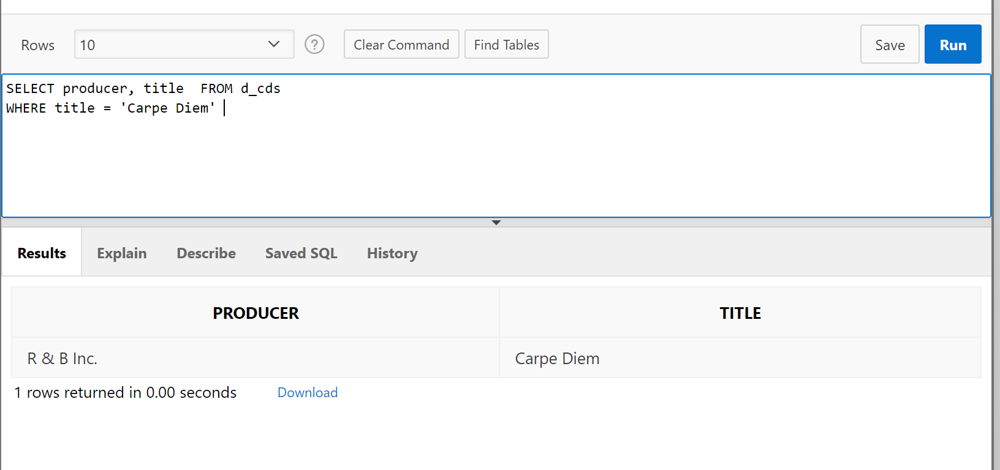 Rows 10 ? Clear Command Find Tables Save Run
SELECT producer, title  FROM d_cds
WHERE title = 'Carpe Diem'
Results Explain Describe Saved SQL History
PRODUCER TITLE
R & B Inc. Carpe Diem
1 rows returned in 0.00 seconds Download